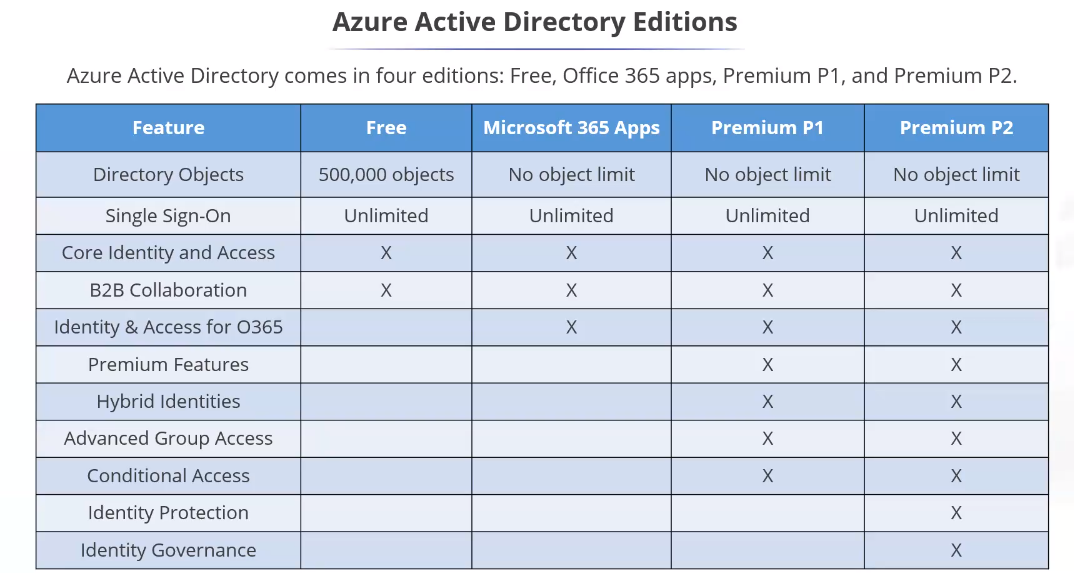 Azure Active Directory Editions
Azure Active Directory comes in four editions: Free, Office 365 apps, Premium P1, and Premium P2.
Feature Free Microsoft 365 Apps Premium P1 Premium P2
Directory Objects 500,000 objects No object limit No object limit No object limit
Single Sign-On Unlimited Unlimited Unlimited Unlimited
Core Identity and Access X X X X
B2B Collaboration X X X X
Identity & Access for O365 X X X
Premium Features X X
Hybrid Identities X X
Advanced Group Access X X
Conditional Access X X
Identity Protection X
Identity Governance X